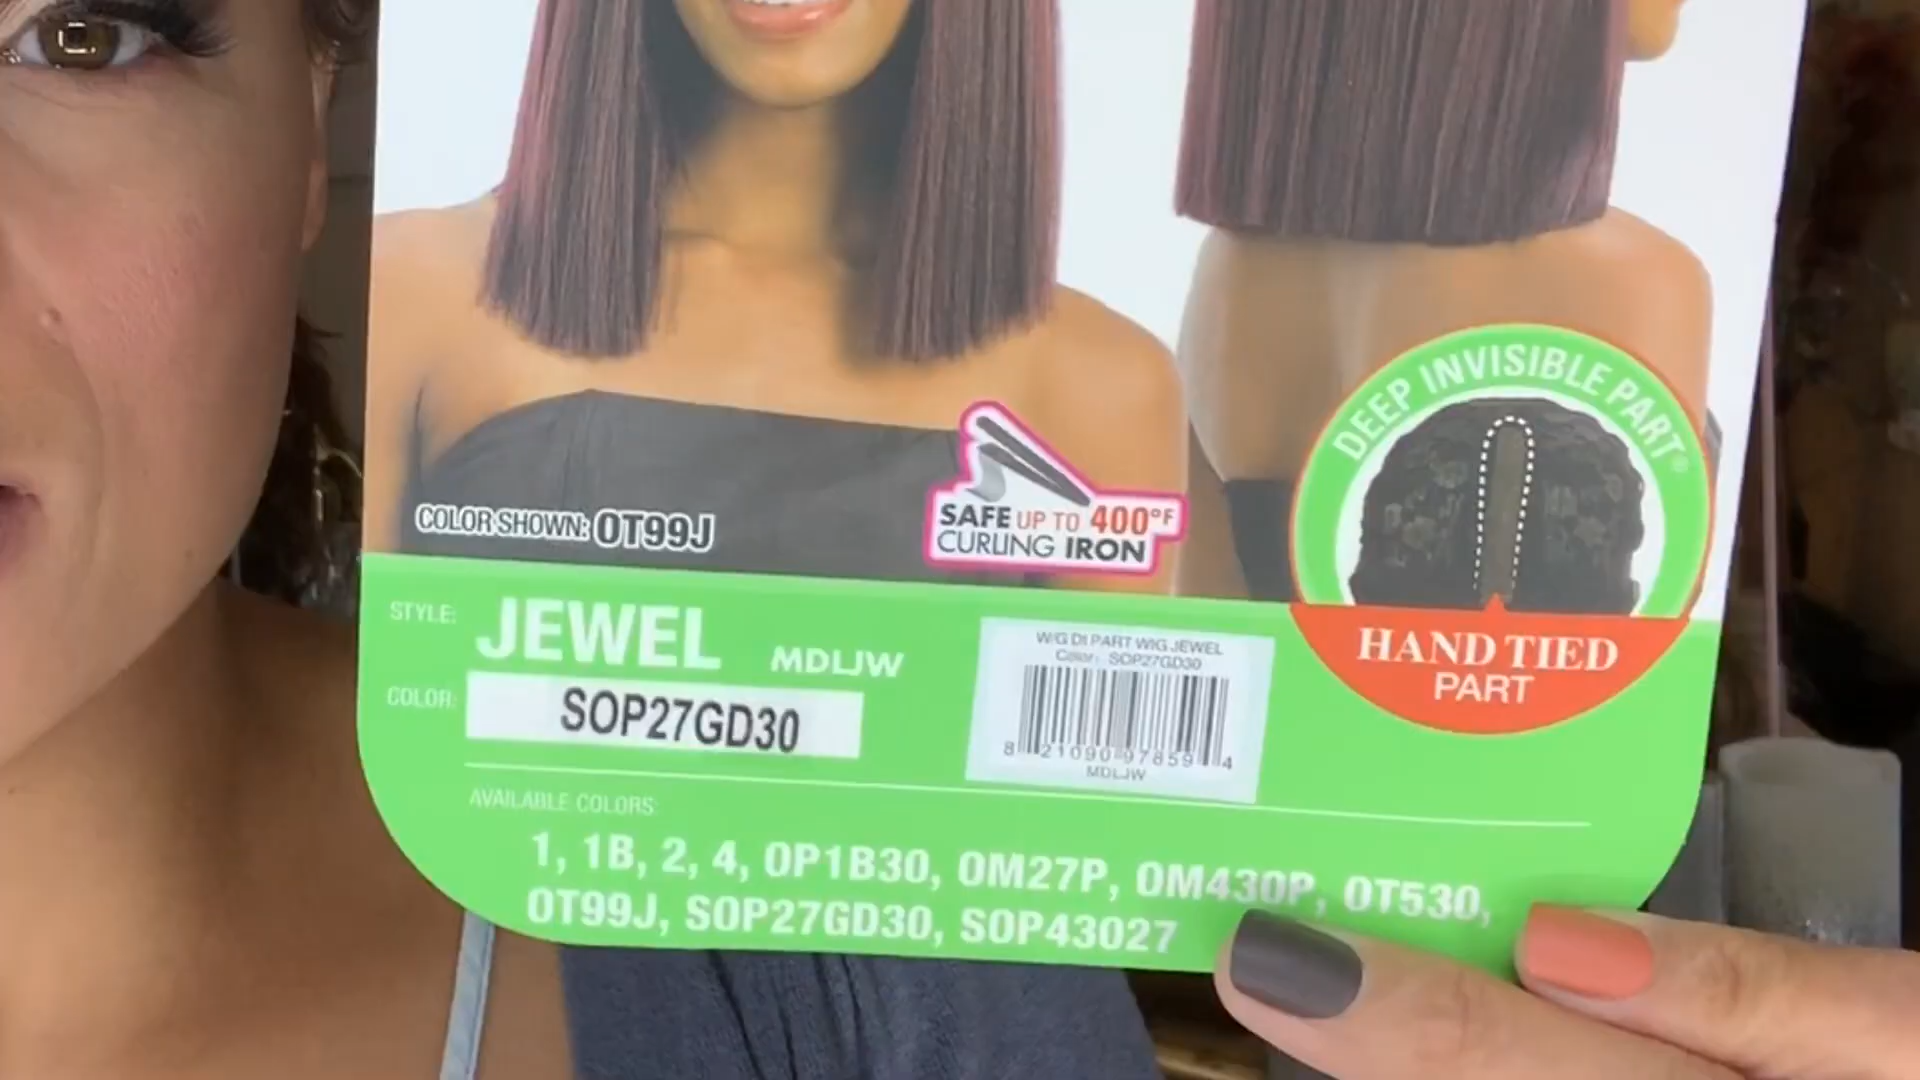 DEEP INVISIBLE PART®
COLOR SHOWN: OT99J
SAFE UP TO 400°F
CURLING IRON
STYLE: JEWEL MDLJW
COLOR: SOP27GD30
W/G DI PART WIG JEWEL
Color: SOP27GD30
8 21090 97859 4
MDLJW
HAND TIED
PART
AVAILABLE COLORS:
1, 1B, 2, 4, OP1B30, OM27P, OM430P, OT530,
OT99J, SOP27GD30, SOP43027